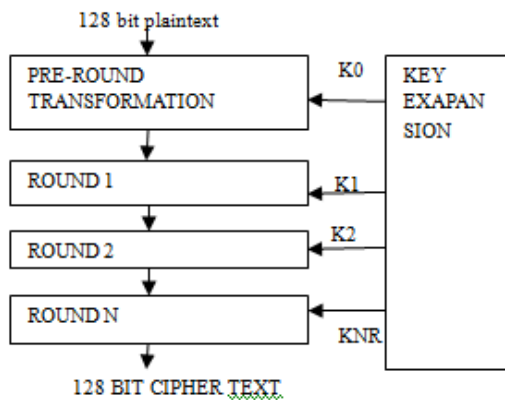 128 bit plaintext
PRE-ROUND
TRANSFORMATION
K0
KEY
EXAPAN
SION
ROUND 1
K1
ROUND 2
K2
ROUND N
KNR
128 BIT CIPHER TEXT